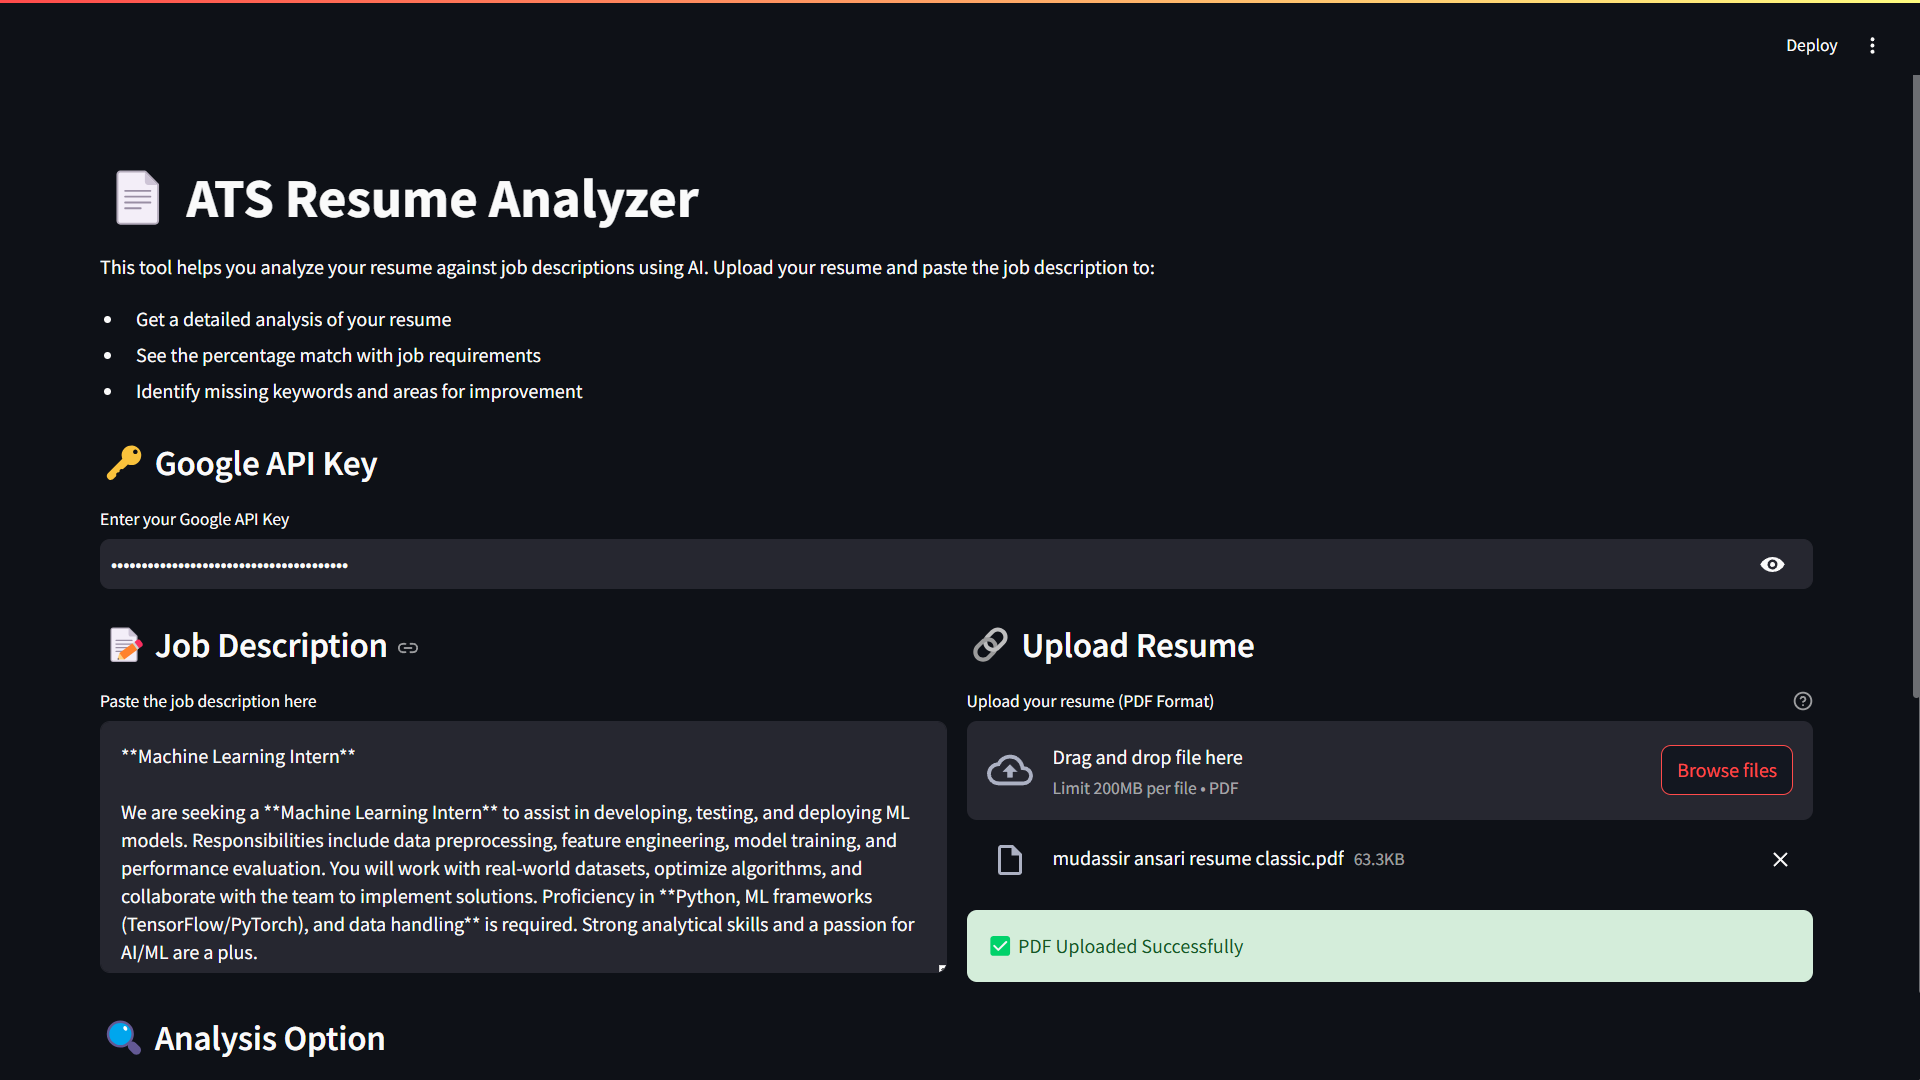 Deploy
ATS Resume Analyzer
This tool helps you analyze your resume against job descriptions using AI. Upload your resume and paste the job description to:
• Get a detailed analysis of your resume
• See the percentage match with job requirements
• Identify missing keywords and areas for improvement
Google API Key
Enter your Google API Key
Job Description
Paste the job description here
**Machine Learning Intern**
We are seeking a **Machine Learning Intern** to assist in developing, testing, and deploying ML
models. Responsibilities include data preprocessing, feature engineering, model training, and
performance evaluation. You will work with real-world datasets, optimize algorithms, and
collaborate with the team to implement solutions. Proficiency in **Python, ML frameworks
(TensorFlow/PyTorch), and data handling** is required. Strong analytical skills and a passion for
AI/ML are a plus.
Upload Resume
Upload your resume (PDF Format)
Drag and drop file here
Limit 200MB per file • PDF
Browse files
mudassir ansari resume classic.pdf 63.3KB
PDF Uploaded Successfully
Analysis Option